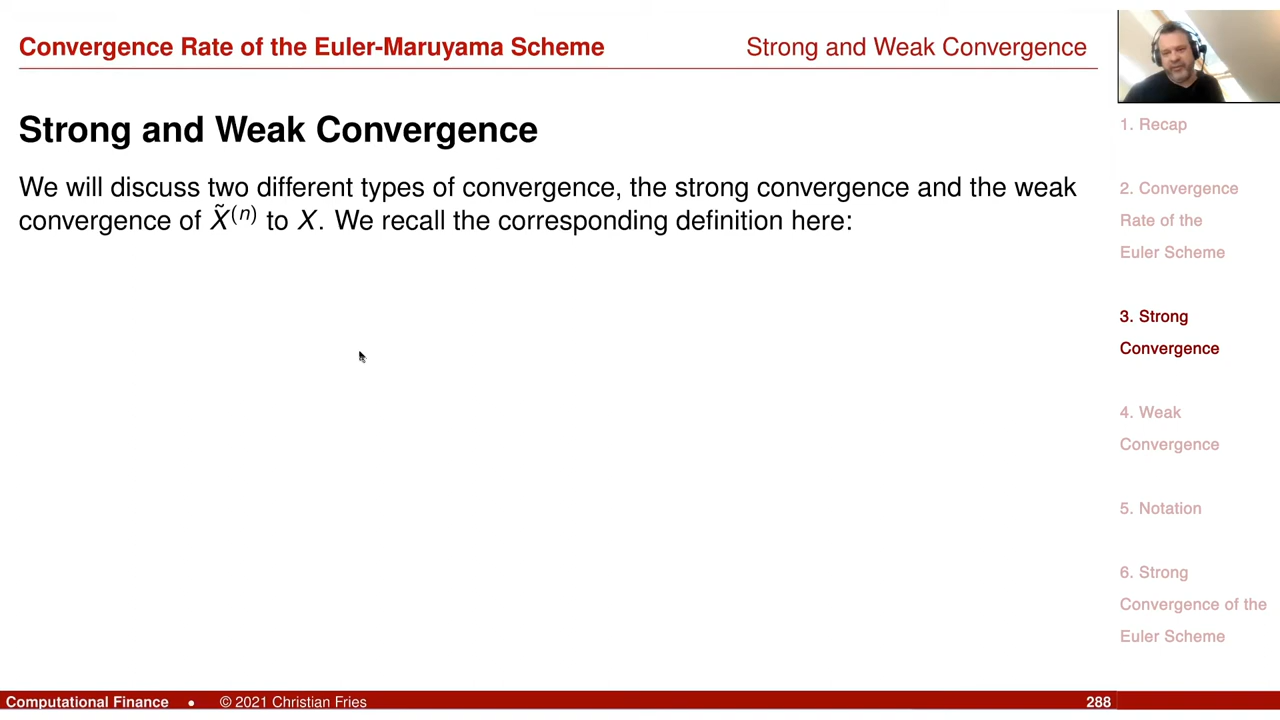 Convergence Rate of the Euler-Maruyama Scheme
Strong and Weak Convergence
Strong and Weak Convergence
We will discuss two different types of convergence, the strong convergence and the weak
convergence of X̃⁽ⁿ⁾ to X. We recall the corresponding definition here:
1. Recap
2. Convergence
Rate of the
Euler Scheme
3. Strong
Convergence
4. Weak
Convergence
5. Notation
6. Strong
Convergence of the
Euler Scheme
Computational Finance • © 2021 Christian Fries
288